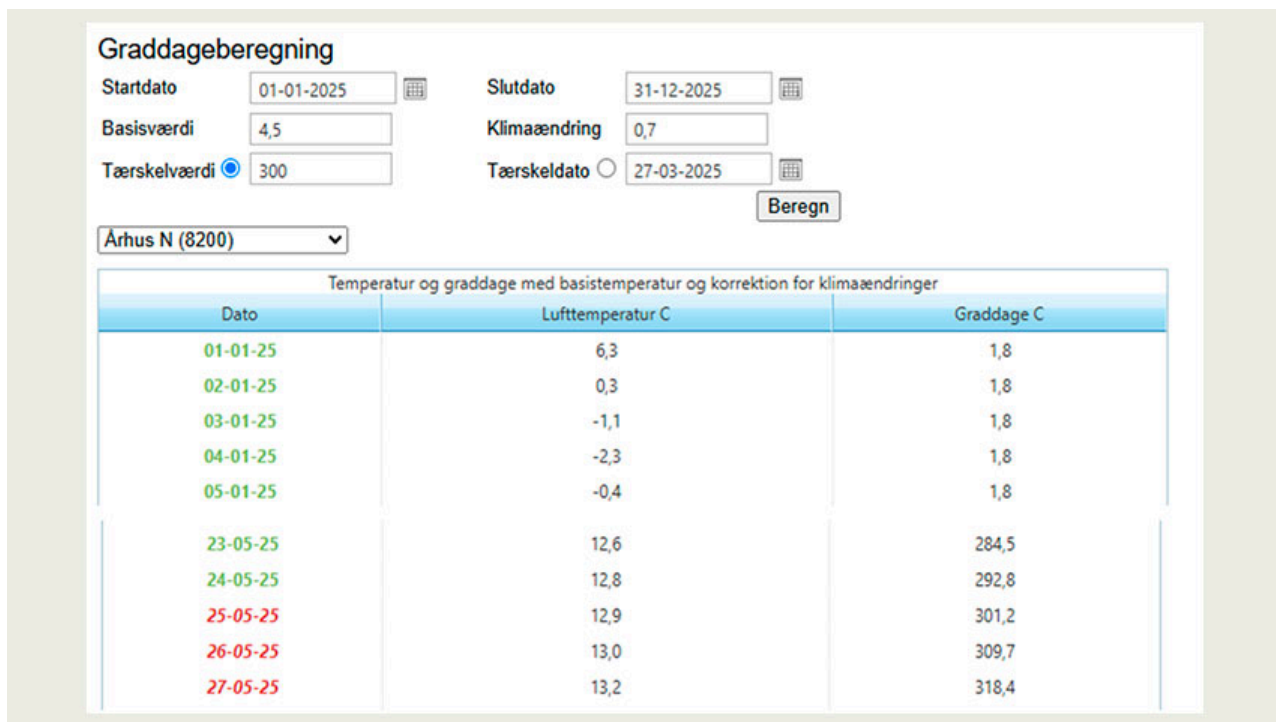 Graddageberegning
Startdato 01-01-2025 Slutdato 31-12-2025
Basisværdi 4,5 Klimaændring 0,7
Tærskelværdi 300 Tærskeldato 27-03-2025
Beregn
Århus N (8200)
Temperatur og graddage med basistemperatur og korrektion for klimaændringer
Dato Lufttemperatur C Graddage C
01-01-25 6,3 1,8
02-01-25 0,3 1,8
03-01-25 -1,1 1,8
04-01-25 -2,3 1,8
05-01-25 -0,4 1,8
23-05-25 12,6 284,5
24-05-25 12,8 292,8
25-05-25 12,9 301,2
26-05-25 13,0 309,7
27-05-25 13,2 318,4